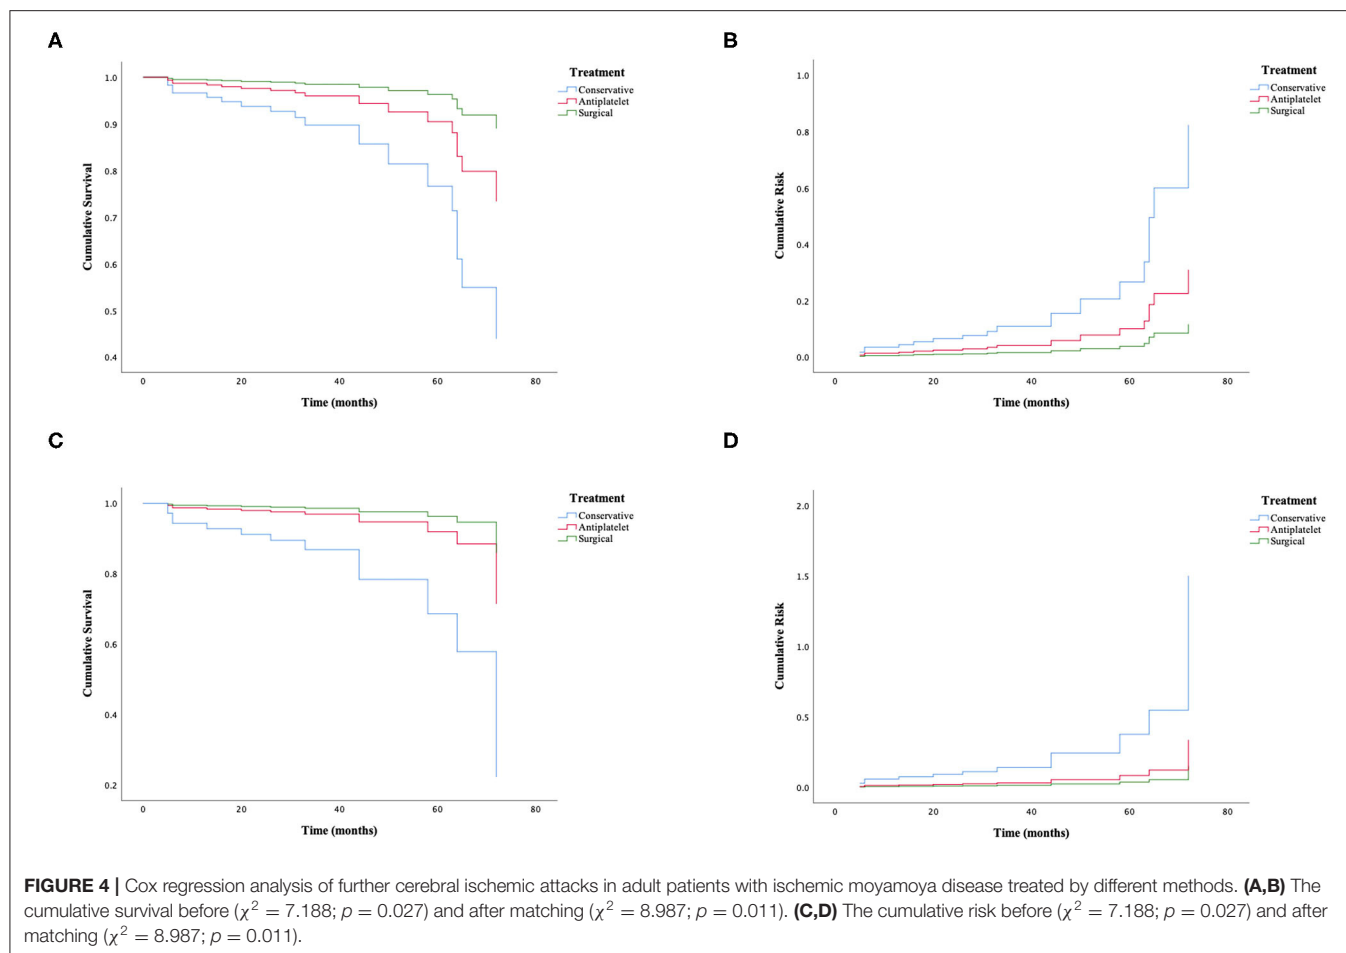 A
Treatment
Conservative
Antiplatelet
Surgical
1.0
0.9
0.8
0.7
0.6
0.5
0.4
Cumulative Survival
0 20 40 60 80
Time (months)
B
Treatment
Conservative
Antiplatelet
Surgical
1.0
0.8
0.6
0.4
0.2
0.0
Cumulative Risk
0 20 40 60 80
Time (months)
C
Treatment
Conservative
Antiplatelet
Surgical
1.0
0.8
0.6
0.4
0.2
Cumulative Survival
0 20 40 60 80
Time (months)
D
Treatment
Conservative
Antiplatelet
Surgical
2.0
1.5
1.0
0.5
0.0
Cumulative Risk
0 20 40 60 80
Time (months)
FIGURE 4 | Cox regression analysis of further cerebral ischemic attacks in adult patients with ischemic moyamoya disease treated by different methods. (A,B) The
cumulative survival before (χ² = 7.188; p = 0.027) and after matching (χ² = 8.987; p = 0.011). (C,D) The cumulative risk before (χ² = 7.188; p = 0.027) and after
matching (χ² = 8.987; p = 0.011).